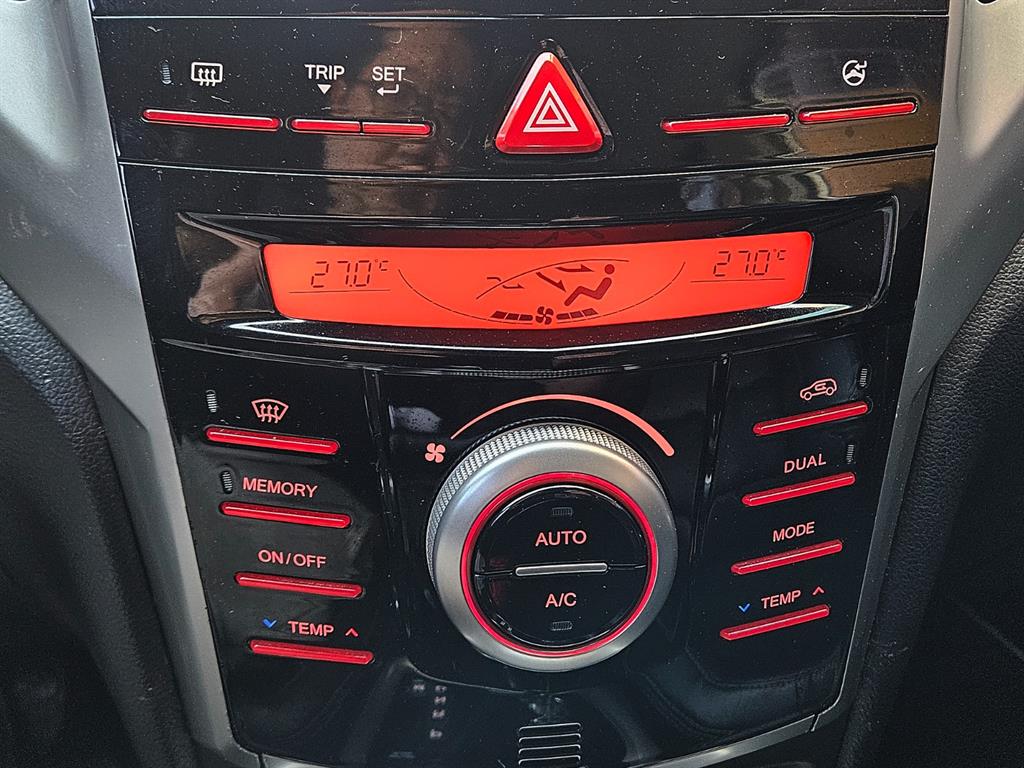 TRIP SET
27.0°C 27.0°C
MEMORY
DUAL
AUTO
MODE
ON/OFF
A/C
TEMP
TEMP